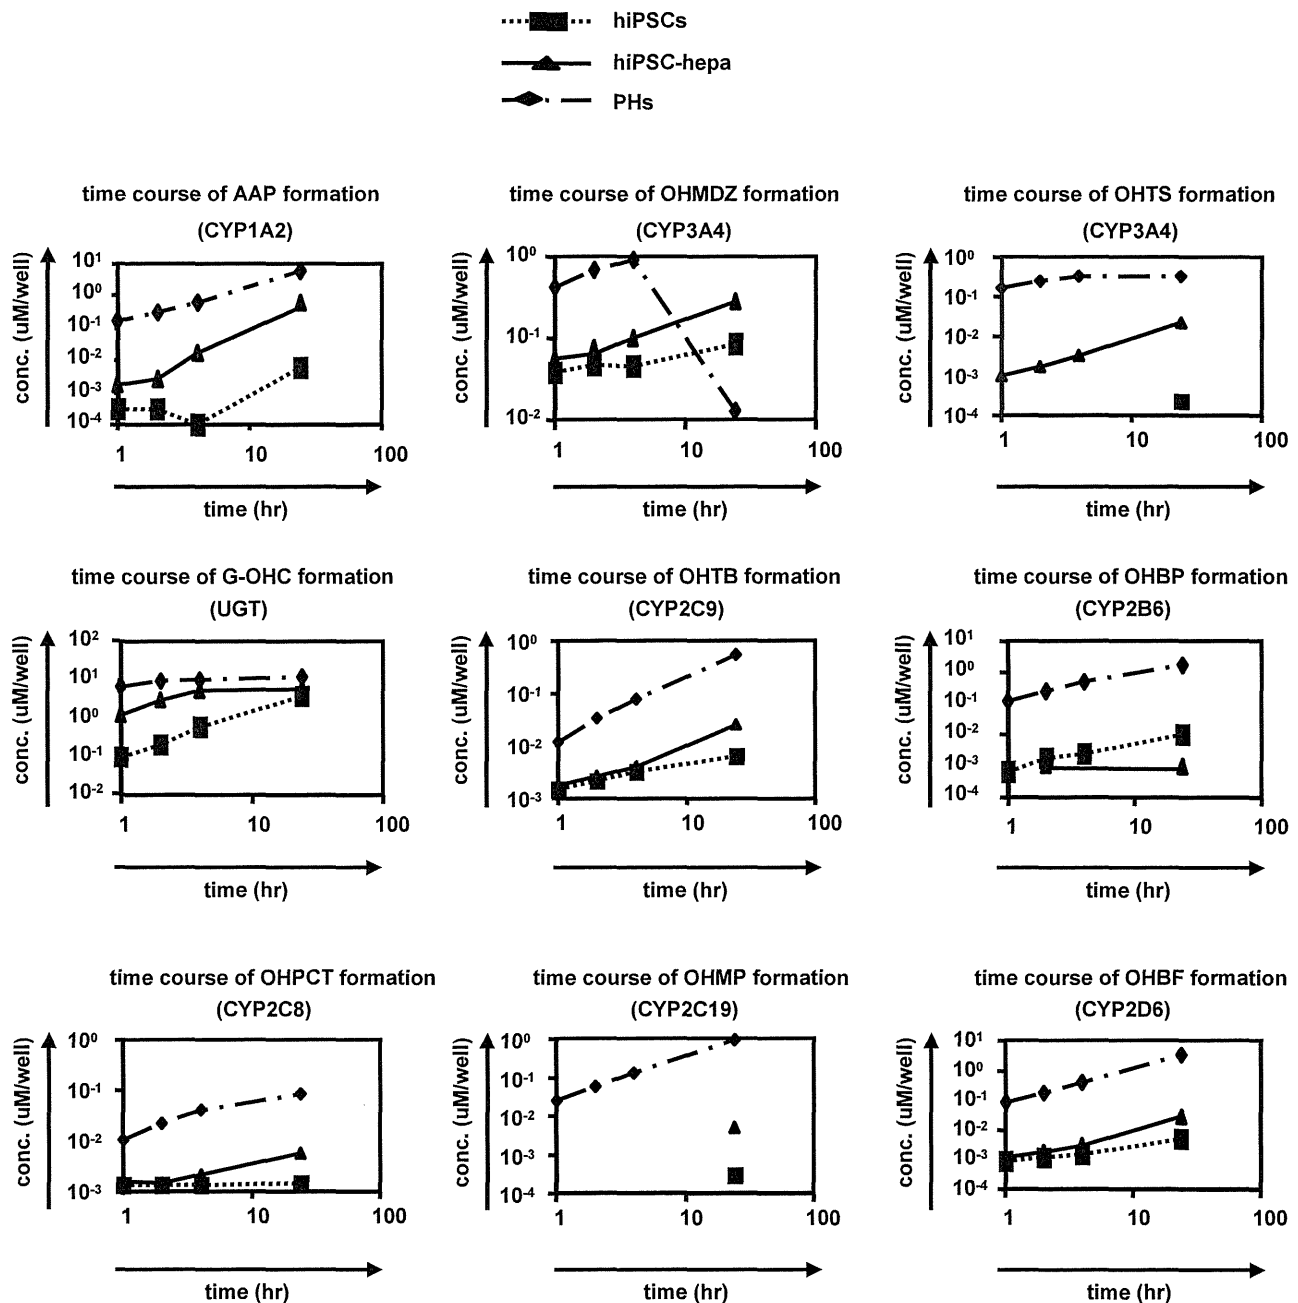 hiPSCs
hiPSC-hepa
PHs
time course of AAP formation
(CYP1A2)
conc. (uM/well)
10¹
10⁰
10⁻¹
10⁻²
10⁻³
10⁻⁴
1 10 100
time (hr)
time course of OHMDZ formation
(CYP3A4)
conc. (uM/well)
10⁰
10⁻¹
10⁻²
1 10 100
time (hr)
time course of OHTS formation
(CYP3A4)
conc. (uM/well)
10⁰
10⁻¹
10⁻²
10⁻³
10⁻⁴
1 10 100
time (hr)
time course of G-OHC formation
(UGT)
conc. (uM/well)
10²
10¹
10⁰
10⁻¹
10⁻²
1 10 100
time (hr)
time course of OHTB formation
(CYP2C9)
conc. (uM/well)
10⁰
10⁻¹
10⁻²
10⁻³
1 10 100
time (hr)
time course of OHBP formation
(CYP2B6)
conc. (uM/well)
10¹
10⁰
10⁻¹
10⁻²
10⁻³
10⁻⁴
1 10 100
time (hr)
time course of OHPCT formation
(CYP2C8)
conc. (uM/well)
10⁰
10⁻¹
10⁻²
10⁻³
1 10 100
time (hr)
time course of OHMP formation
(CYP2C19)
conc. (uM/well)
10⁰
10⁻¹
10⁻²
10⁻³
10⁻⁴
1 10 100
time (hr)
time course of OHBF formation
(CYP2D6)
conc. (uM/well)
10¹
10⁰
10⁻¹
10⁻²
10⁻³
10⁻⁴
1 10 100
time (hr)